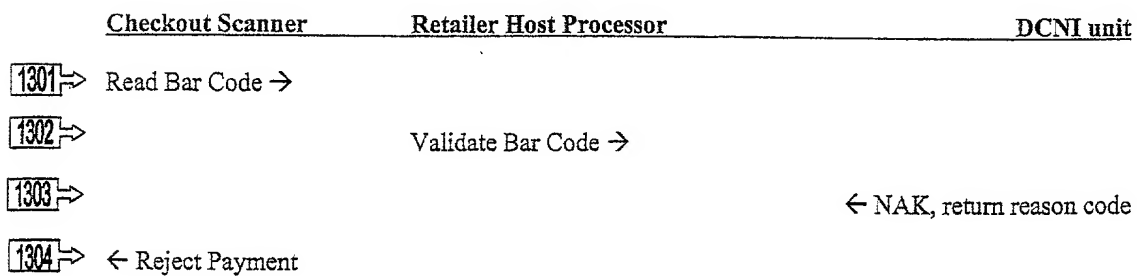 Checkout Scanner Retailer Host Processor DCNI unit
1301 ⇨ Read Bar Code →
1302 ⇨ Validate Bar Code →
1303 ⇨ ← NAK, return reason code
1304 ⇨ ← Reject Payment